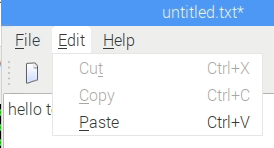 untitled.txt*
File Edit Help
Cut Ctrl+X
Copy Ctrl+C
Paste Ctrl+V
hello